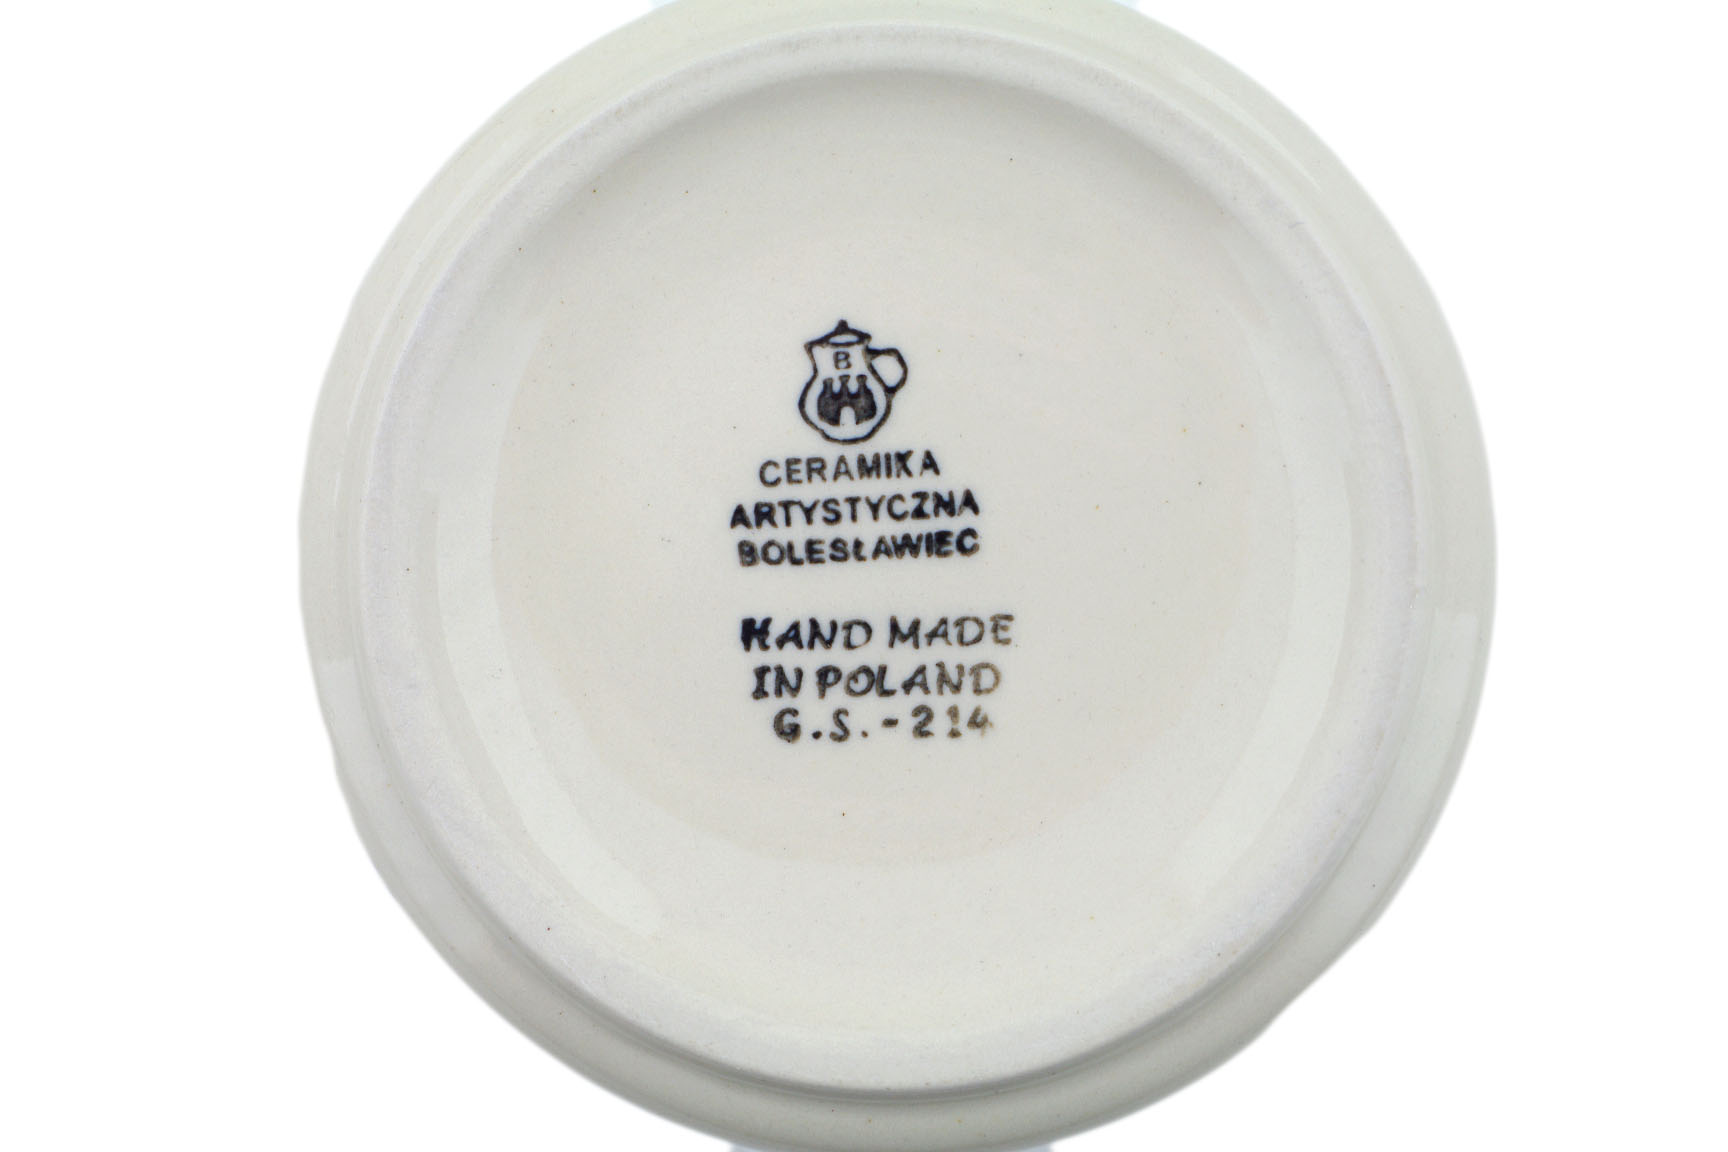 B
CERAMIKA
ARTYSTYCZNA
BOLESŁAWIEC
HAND MADE
IN POLAND
G.S.-214